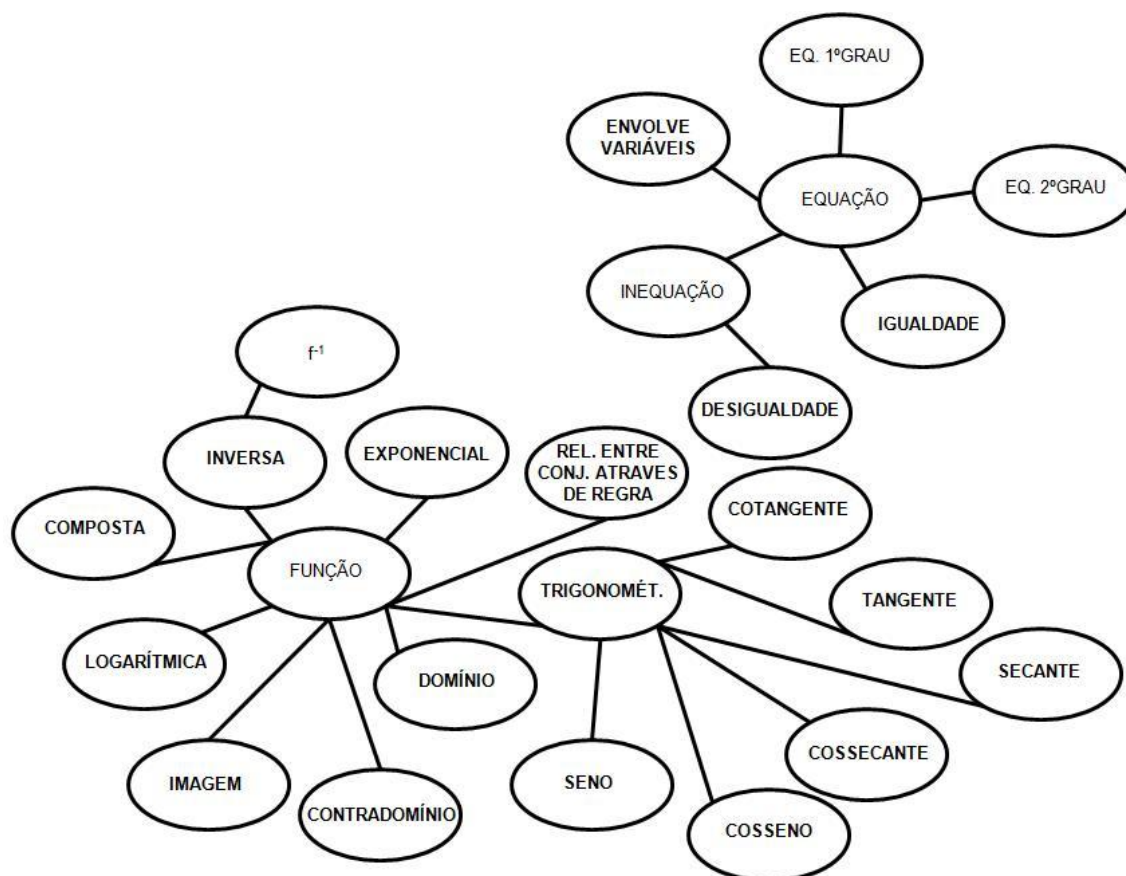 EQ. 1ºGRAU
ENVOLVE
VARIÁVEIS
EQUAÇÃO
EQ. 2ºGRAU
INEQUAÇÃO
IGUALDADE
DESIGUALDADE
f⁻¹
INVERSA
EXPONENCIAL
REL. ENTRE
CONJ. ATRAVES
DE REGRA
COTANGENTE
COMPOSTA
FUNÇÃO
TRIGONOMÉT.
TANGENTE
LOGARÍTMICA
DOMÍNIO
SECANTE
IMAGEM
CONTRADOMÍNIO
SENO
COSSECANTE
COSSENO